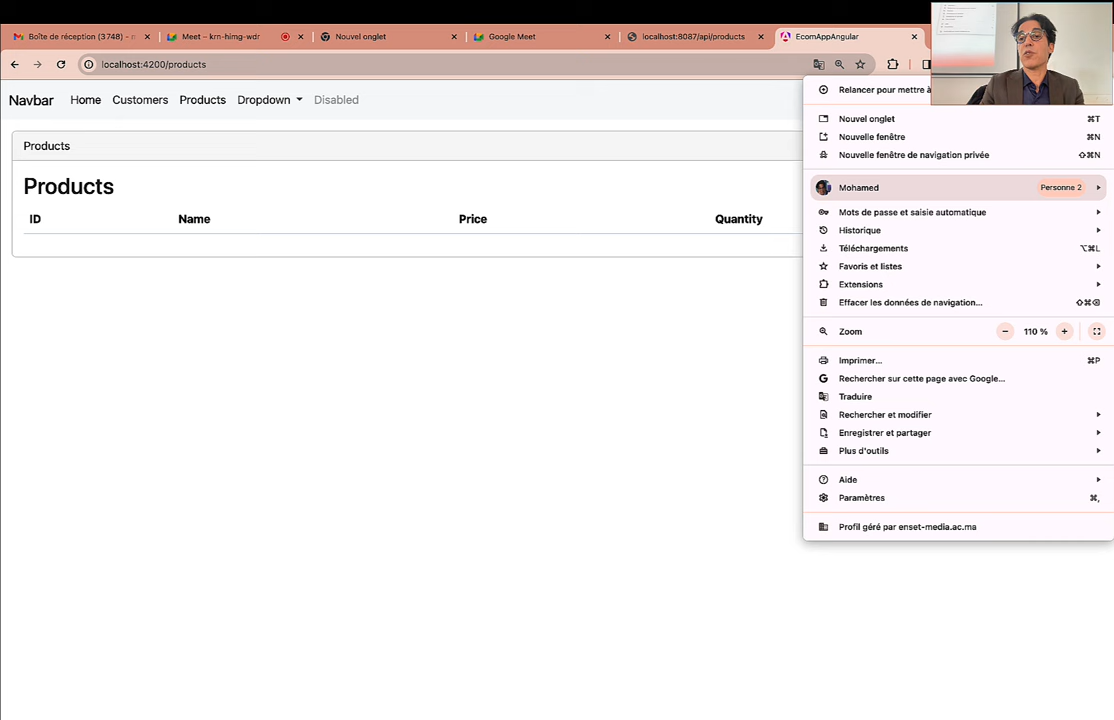 Boîte de réception (3 748) - n
Meet – krn-himg-wdr
Nouvel onglet
Google Meet
localhost:8087/api/products
EcomAppAngular
localhost:4200/products
Navbar Home Customers Products Dropdown Disabled
Products
Products
ID Name Price Quantity
Relancer pour mettre à
Nouvel onglet ⌘T
Nouvelle fenêtre ⌘N
Nouvelle fenêtre de navigation privée ⇧⌘N
Mohamed Personne 2
Mots de passe et saisie automatique
Historique
Téléchargements ⌥⌘L
Favoris et listes
Extensions
Effacer les données de navigation... ⇧⌘⌫
Zoom − 110 % +
Imprimer... ⌘P
Rechercher sur cette page avec Google...
Traduire
Rechercher et modifier
Enregistrer et partager
Plus d'outils
Aide
Paramètres ⌘,
Profil géré par enset-media.ac.ma